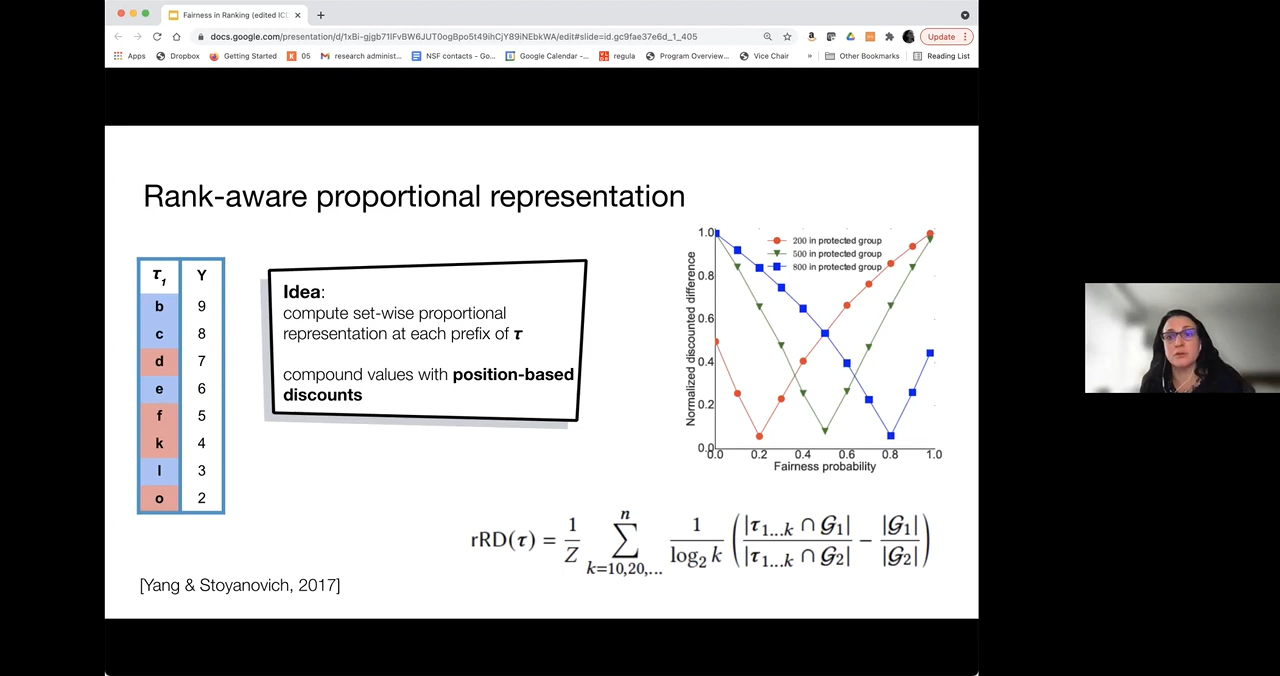 Fairness in Ranking (edited IC
docs.google.com/presentation/d/1xBi-gjgb71IFvBW6JUT0ogBpo5t49ihCjY89iNEbkWA/edit#slide=id.gc9fae37e6d_1_405
Update
Apps Dropbox Getting Started 05 research administ... NSF contacts - Go... Google Calendar -... regula Program Overview... Vice Chair » Other Bookmarks Reading List
Rank-aware proportional representation
τ1 Y
b 9
c 8
d 7
e 6
f 5
k 4
l 3
o 2
Idea:
compute set-wise proportional
representation at each prefix of τ
compound values with position-based
discounts
Normalized discounted difference
1.0
0.8
0.6
0.4
0.2
0.0
200 in protected group
500 in protected group
800 in protected group
0.0 0.2 0.4 0.6 0.8 1.0
Fairness probability
rRD(τ) = 1/Z ∑ n k=10,20,... 1/log₂ k (|τ1...k ∩ G1|/|τ1...k ∩ G2| − |G1|/|G2|)
[Yang & Stoyanovich, 2017]